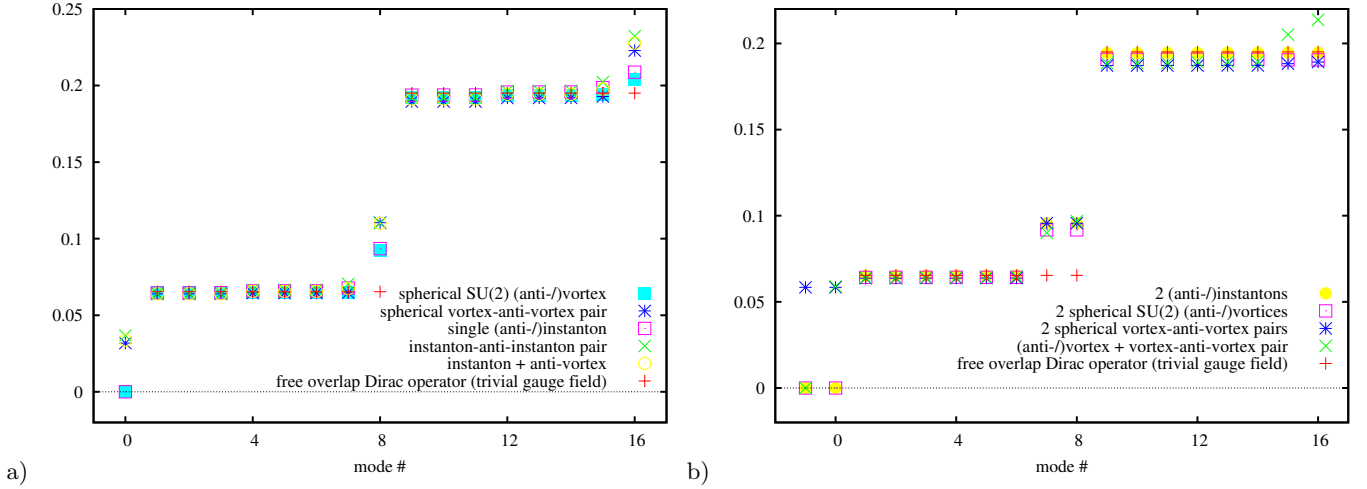 0.25
0.2
0.15
0.1
0.05
0
0 4 8 12 16
mode #
spherical SU(2) (anti-/)vortex
spherical vortex-anti-vortex pair
single (anti-/)instanton
instanton-anti-instanton pair
instanton + anti-vortex
free overlap Dirac operator (trivial gauge field)
a)
0.2
0.15
0.1
0.05
0
0 4 8 12 16
mode #
2 (anti-/)instantons
2 spherical SU(2) (anti-/)vortices
2 spherical vortex-anti-vortex pairs
(anti-/)vortex + vortex-anti-vortex pair
free overlap Dirac operator (trivial gauge field)
b)